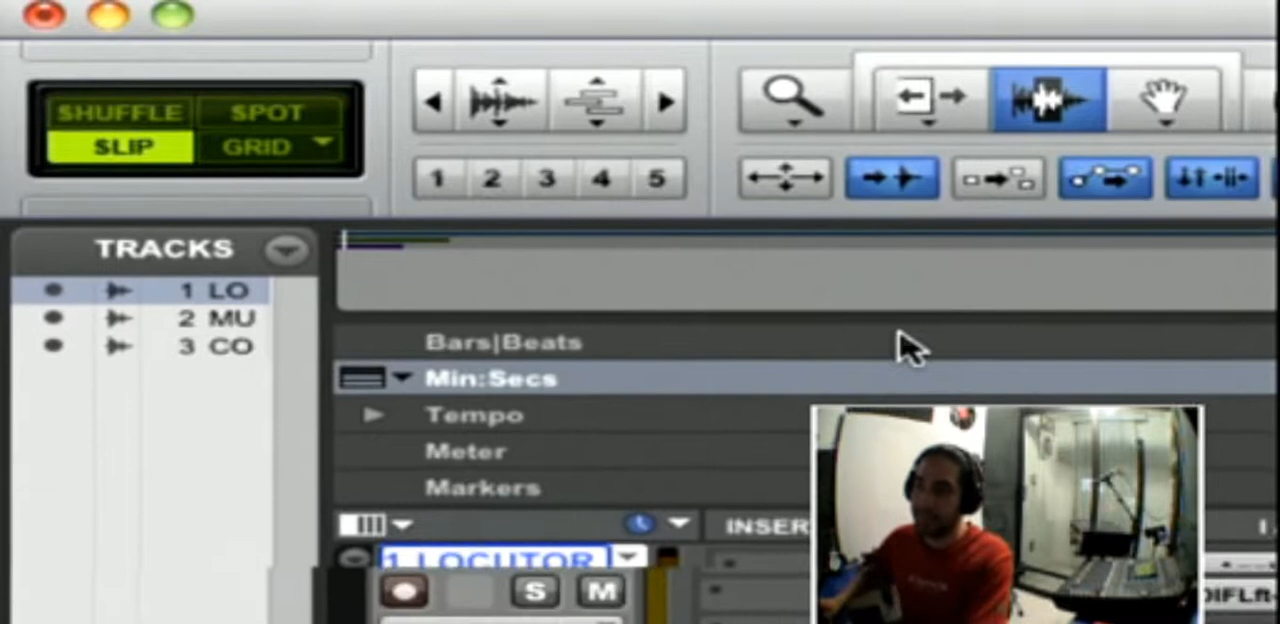 SHUFFLE SPOT
SLIP GRID
1 2 3 4 5
TRACKS
1 LO
2 MU
3 CO
Bars|Beats
Min:Secs
Tempo
Meter
Markers
INSER
1 LOCUTOR
S M